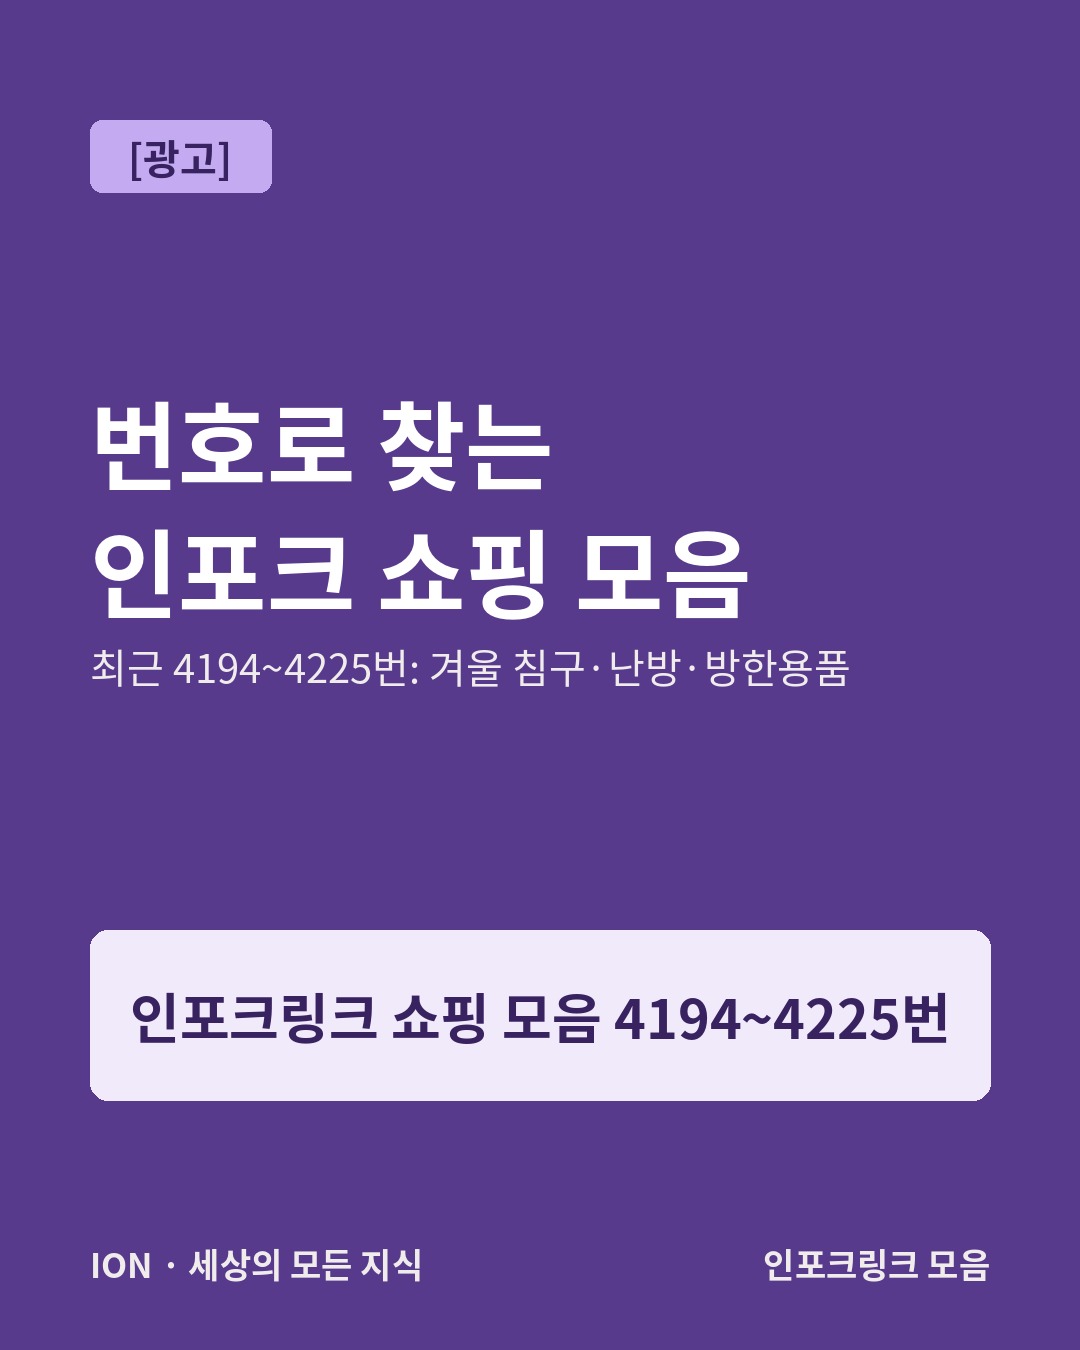 [광고]
번호로 찾는
인포크 쇼핑 모음
최근 4194~4225번: 겨울 침구·난방·방한용품
인포크링크 쇼핑 모음 4194~4225번
ION · 세상의 모든 지식
인포크링크 모음